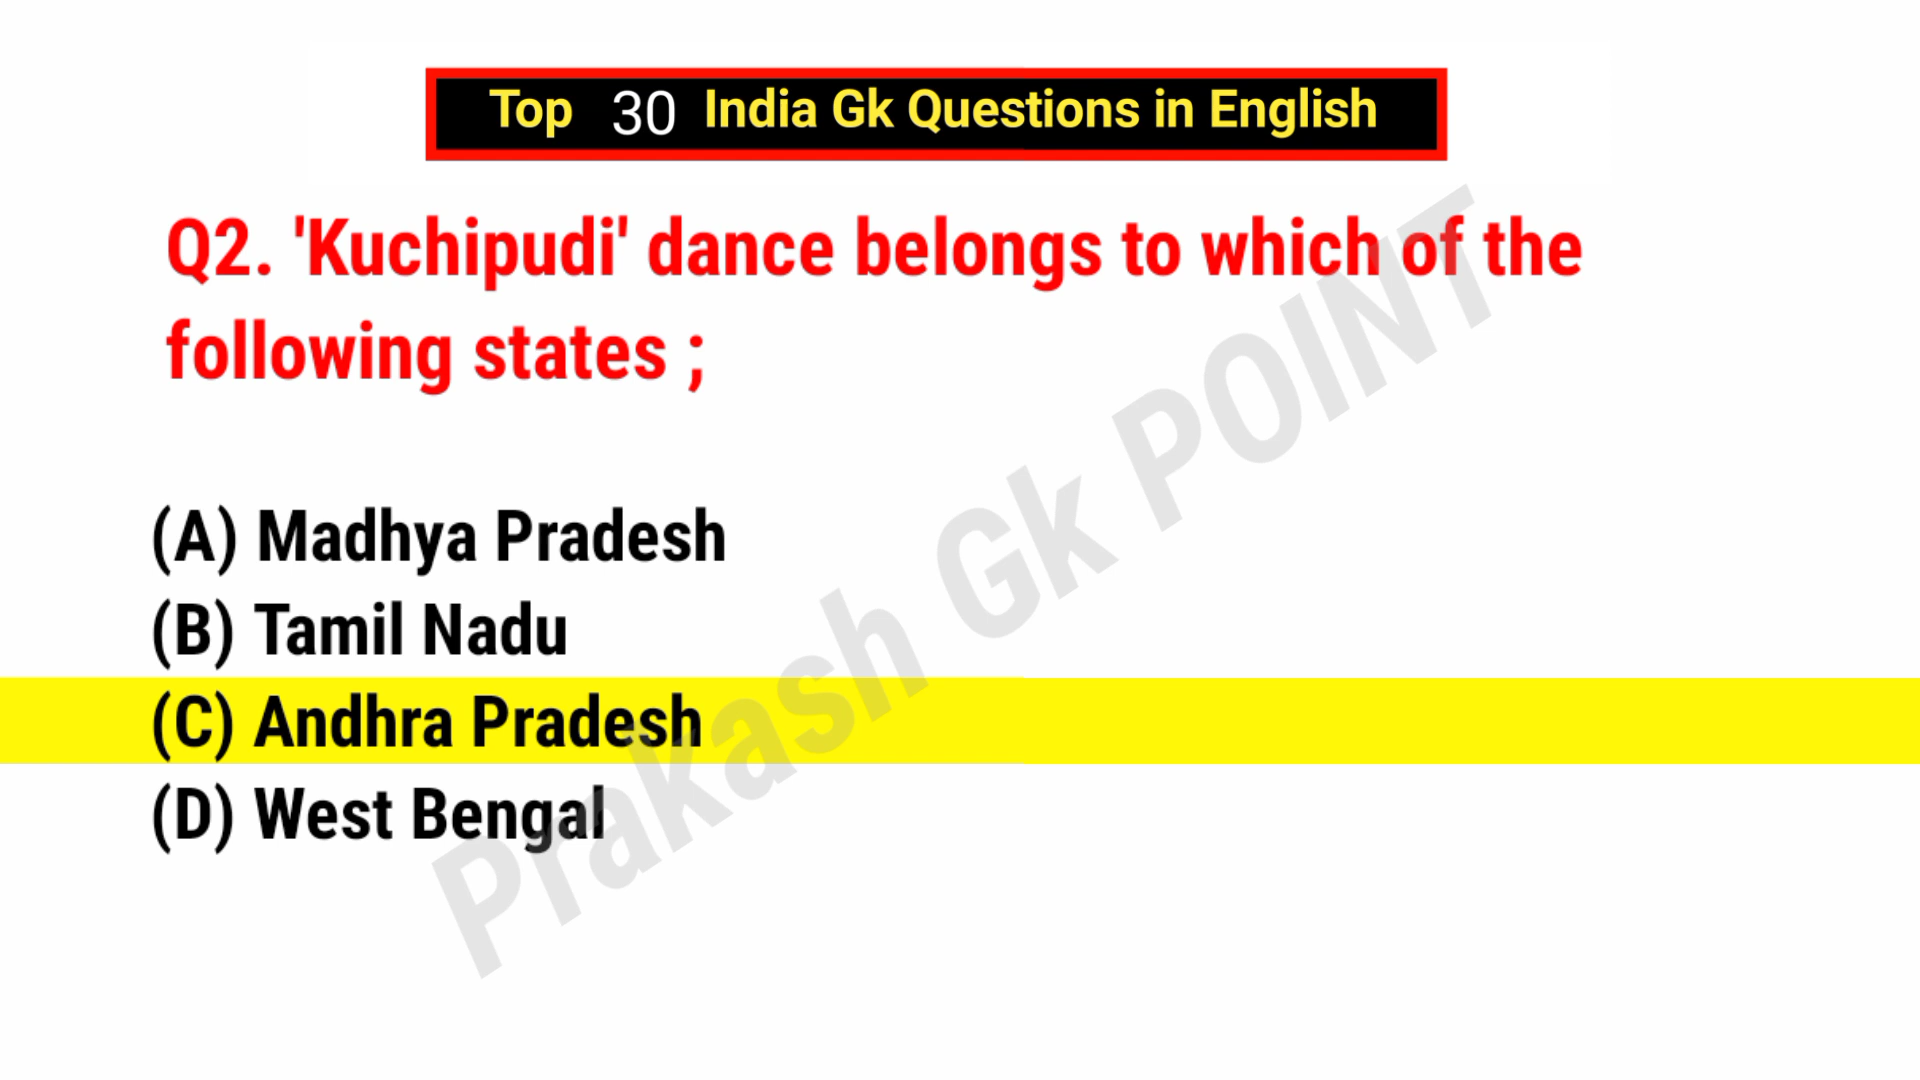 Top 30 India Gk Questions in English
Q2. 'Kuchipudi' dance belongs to which of the
following states ;
(A) Madhya Pradesh
(B) Tamil Nadu
(C) Andhra Pradesh
(D) West Bengal
Prakash Gk POINT